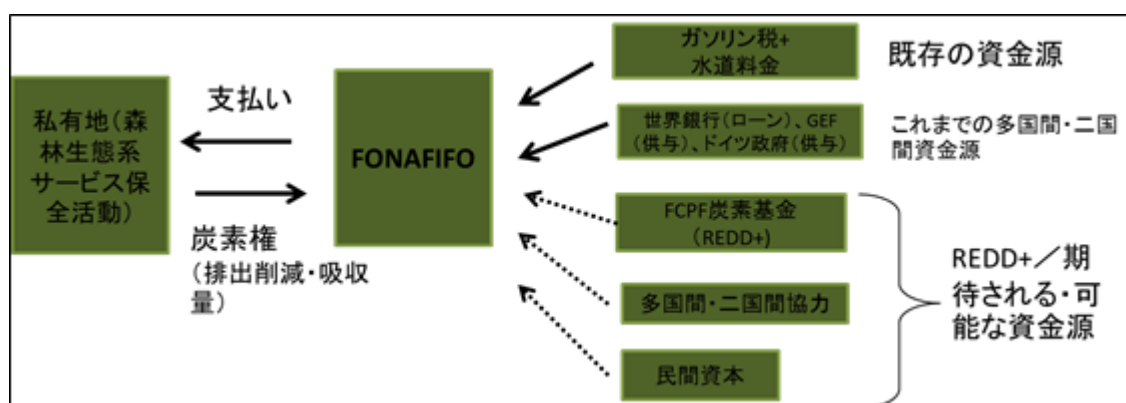 私有地(森
林生態系
サービス保
全活動)
支払い
炭素権
(排出削減・吸収
量)
FONAFIFO
ガソリン税+
水道料金
既存の資金源
世界銀行(ローン)、GEF
(供与)、ドイツ政府(供与)
これまでの多国間・二国
間資金源
FCPF炭素基金
(REDD+)
多国間・二国間協力
民間資本
REDD+/期
待される・可
能な資金源